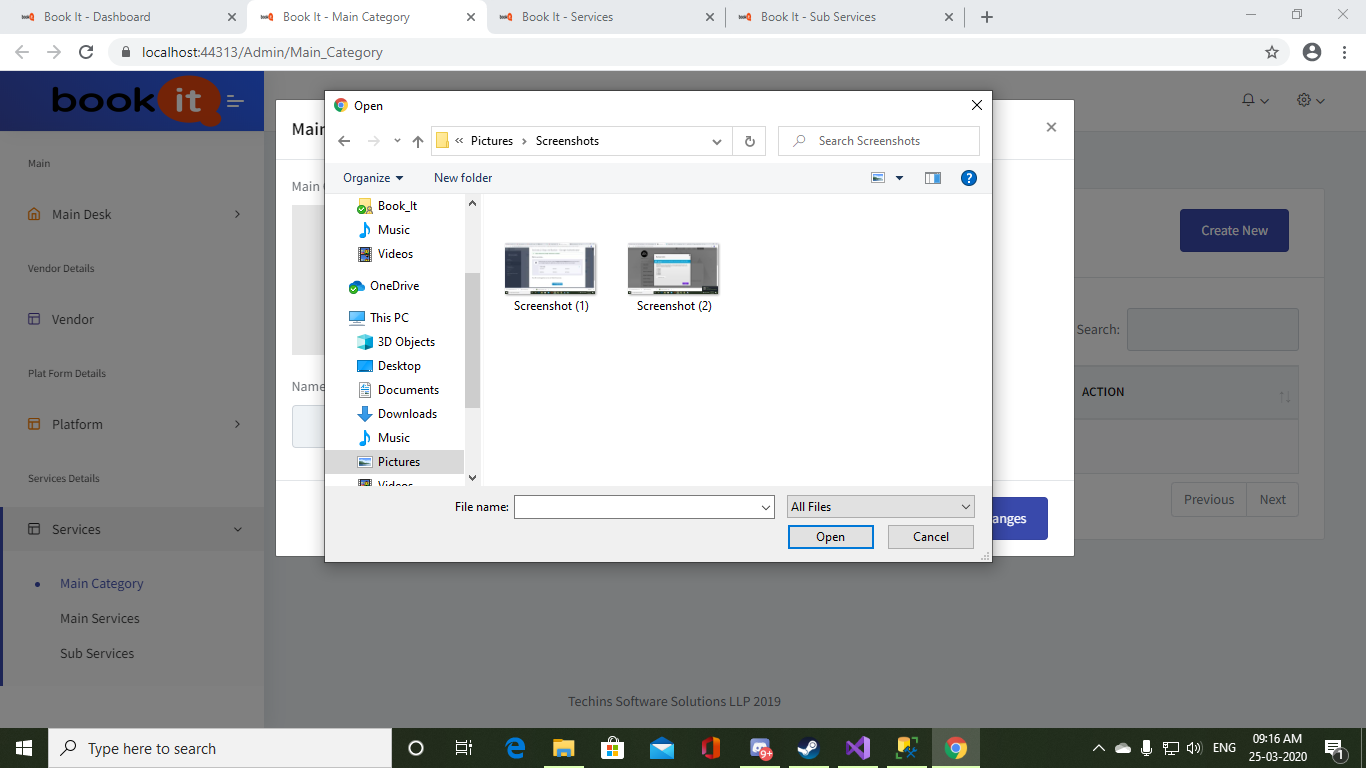 Book It - Dashboard
Book It - Main Category
Book It - Services
Book It - Sub Services
localhost:44313/Admin/Main_Category
book it
Main
Main Desk
Vendor Details
Vendor
Plat Form Details
Platform
Services Details
Services
Main Category
Main Services
Sub Services
Main
Main
Name
Open
« Pictures › Screenshots
Search Screenshots
Organize
New folder
Book_It
Music
Videos
OneDrive
This PC
3D Objects
Desktop
Documents
Downloads
Music
Pictures
Videos
Screenshot (1)
Screenshot (2)
File name:
All Files
Open
Cancel
Create New
Search:
ACTION
Previous
Next
anges
Techins Software Solutions LLP 2019
Type here to search
9+
ENG
09:16 AM
25-03-2020
1